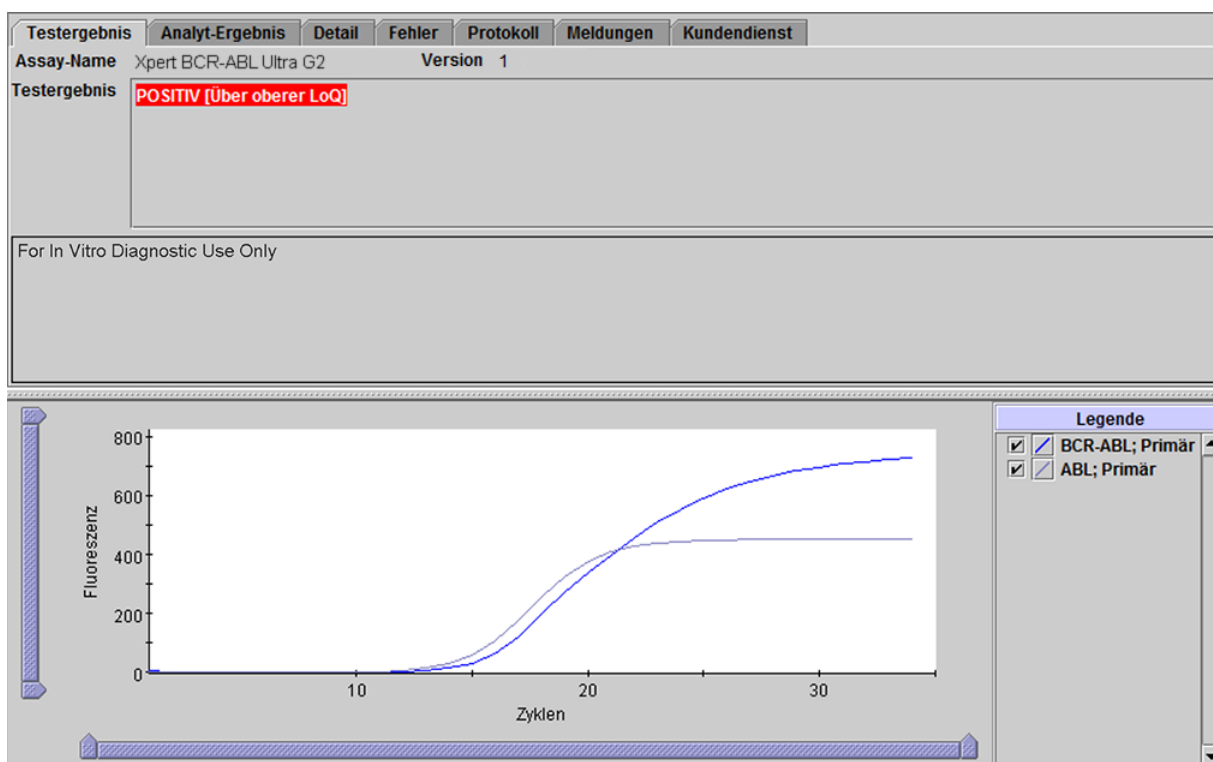 Testergebnis Analyt-Ergebnis Detail Fehler Protokoll Meldungen Kundendienst
Assay-Name Xpert BCR-ABL Ultra G2 Version 1
Testergebnis POSITIV [Über oberer LoQ]
For In Vitro Diagnostic Use Only
Legende
BCR-ABL; Primär
ABL; Primär
800
600
400
200
0
Fluoreszenz
10 20 30
Zyklen